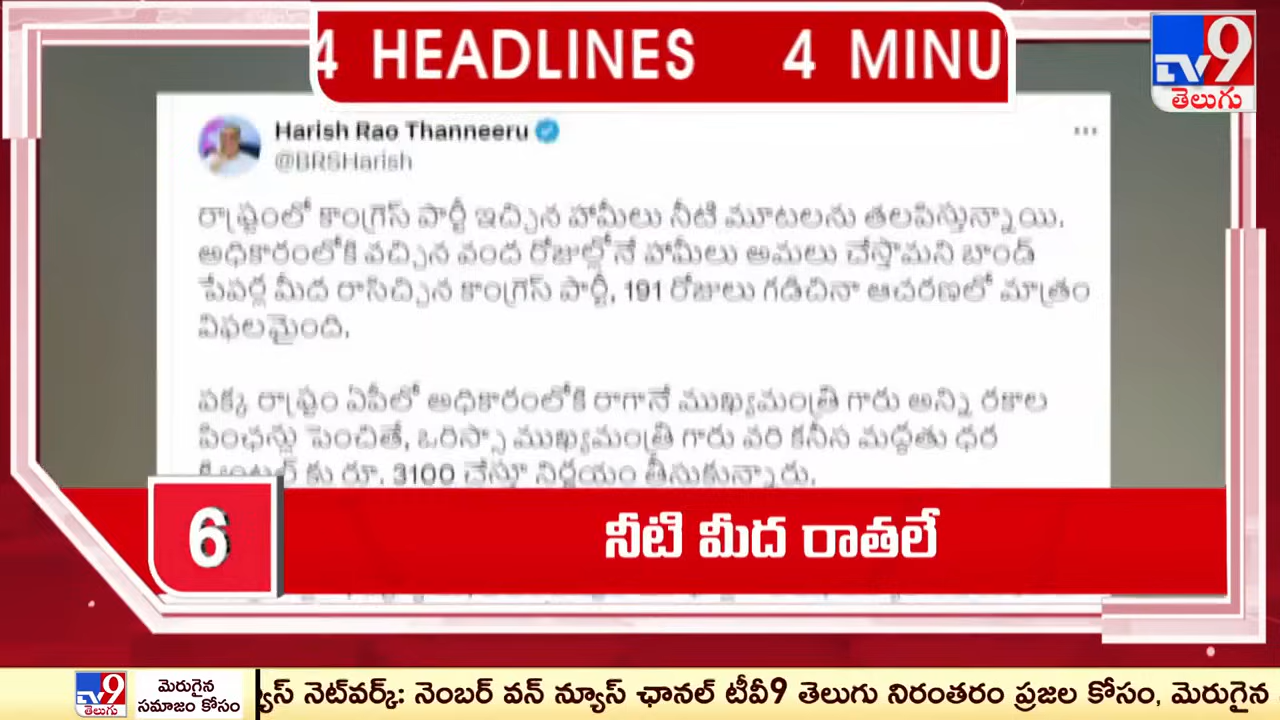 4 HEADLINES 4 MINU
TV9
తెలుగు
Harish Rao Thanneeru
@BRSHarish
రాష్ట్రంలో కాంగ్రెస్ పార్టీ ఇచ్చిన హామీలు నీటి మూటలను తలపిస్తున్నాయి.
అధికారంలోకి వచ్చిన వంద రోజుల్లోనే హామీలు అమలు చేస్తామని బాండ్
పేపర్ల మీద రాసిచ్చిన కాంగ్రెస్ పార్టీ, 191 రోజులు గడిచినా ఆచరణలో మాత్రం
విఫలమైంది.
పక్క రాష్ట్రం ఏపీలో అధికారంలోకి రాగానే ముఖ్యమంత్రి గారు అన్ని రకాల
పింఛన్లు పెంచితే, ఒరిస్సా ముఖ్యమంత్రి గారు వరి కనీస మద్దతు ధర
క్వింటాల్ కు రూ. 3100 చేస్తూ నిర్ణయం తీసుకున్నారు.
6
నీటి మీద రాతలే
TV9
తెలుగు
మెరుగైన
సమాజం కోసం
న్యూస్ నెట్‌వర్క్: నెంబర్ వన్ న్యూస్ ఛానల్ టీవీ9 తెలుగు నిరంతరం ప్రజల కోసం, మెరుగైన